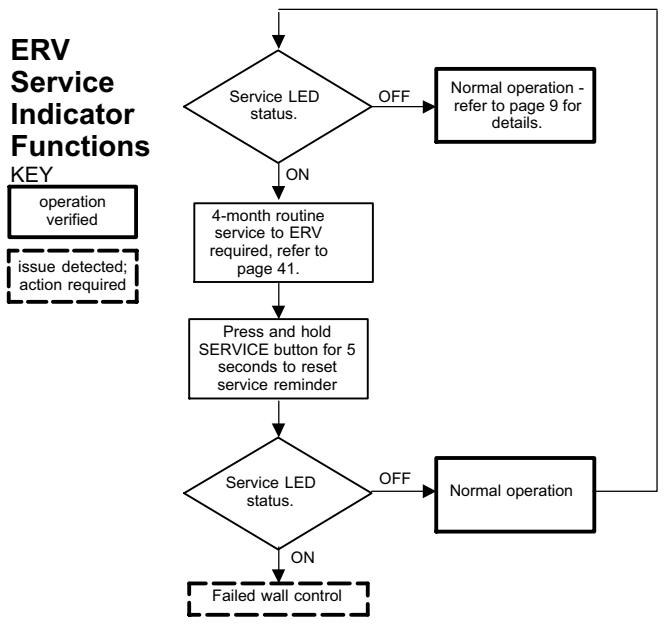 ERV
Service
Indicator
Functions
KEY
operation
verified
issue detected;
action required
Service LED
status.
OFF
Normal operation -
refer to page 9 for
details.
ON
4-month routine
service to ERV
required, refer to
page 41.
Press and hold
SERVICE button for 5
seconds to reset
service reminder
Service LED
status.
OFF
Normal operation
ON
Failed wall control